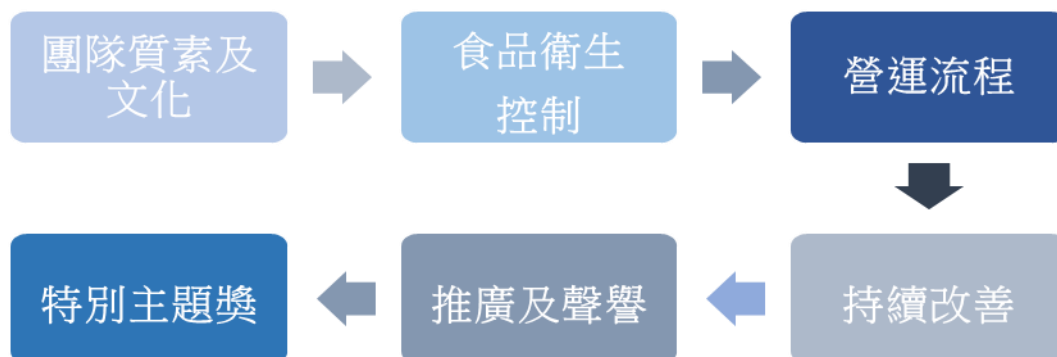 團隊質素及
文化
食品衛生
控制
營運流程
持續改善
推廣及聲譽
特別主題獎